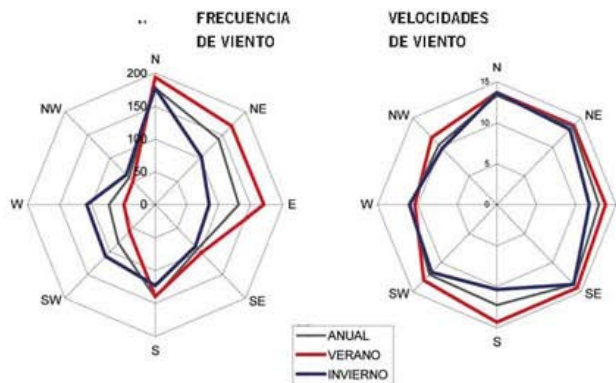 FRECUENCIA
DE VIENTO
N
200
NW
NE
150
100
50
W
0
E
SW
SE
S
VELOCIDADES
DE VIENTO
N
15
NW
NE
10
5
W
0
E
SW
SE
S
ANUAL
VERANO
INVIERNO